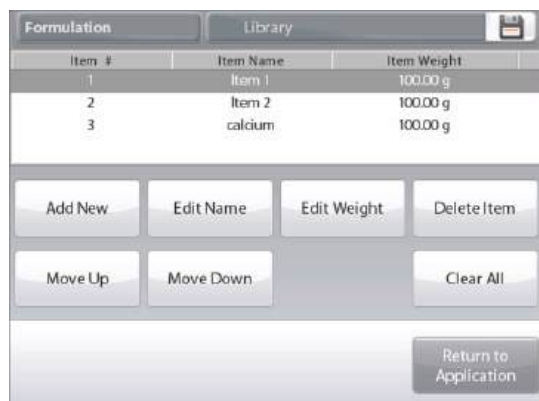 Formulation Library
Item # Item Name Item Weight
1 Item 1 100.00 g
2 Item 2 100.00 g
3 calcium 100.00 g
Add New Edit Name Edit Weight Delete Item
Move Up Move Down Clear All
Return to
Application